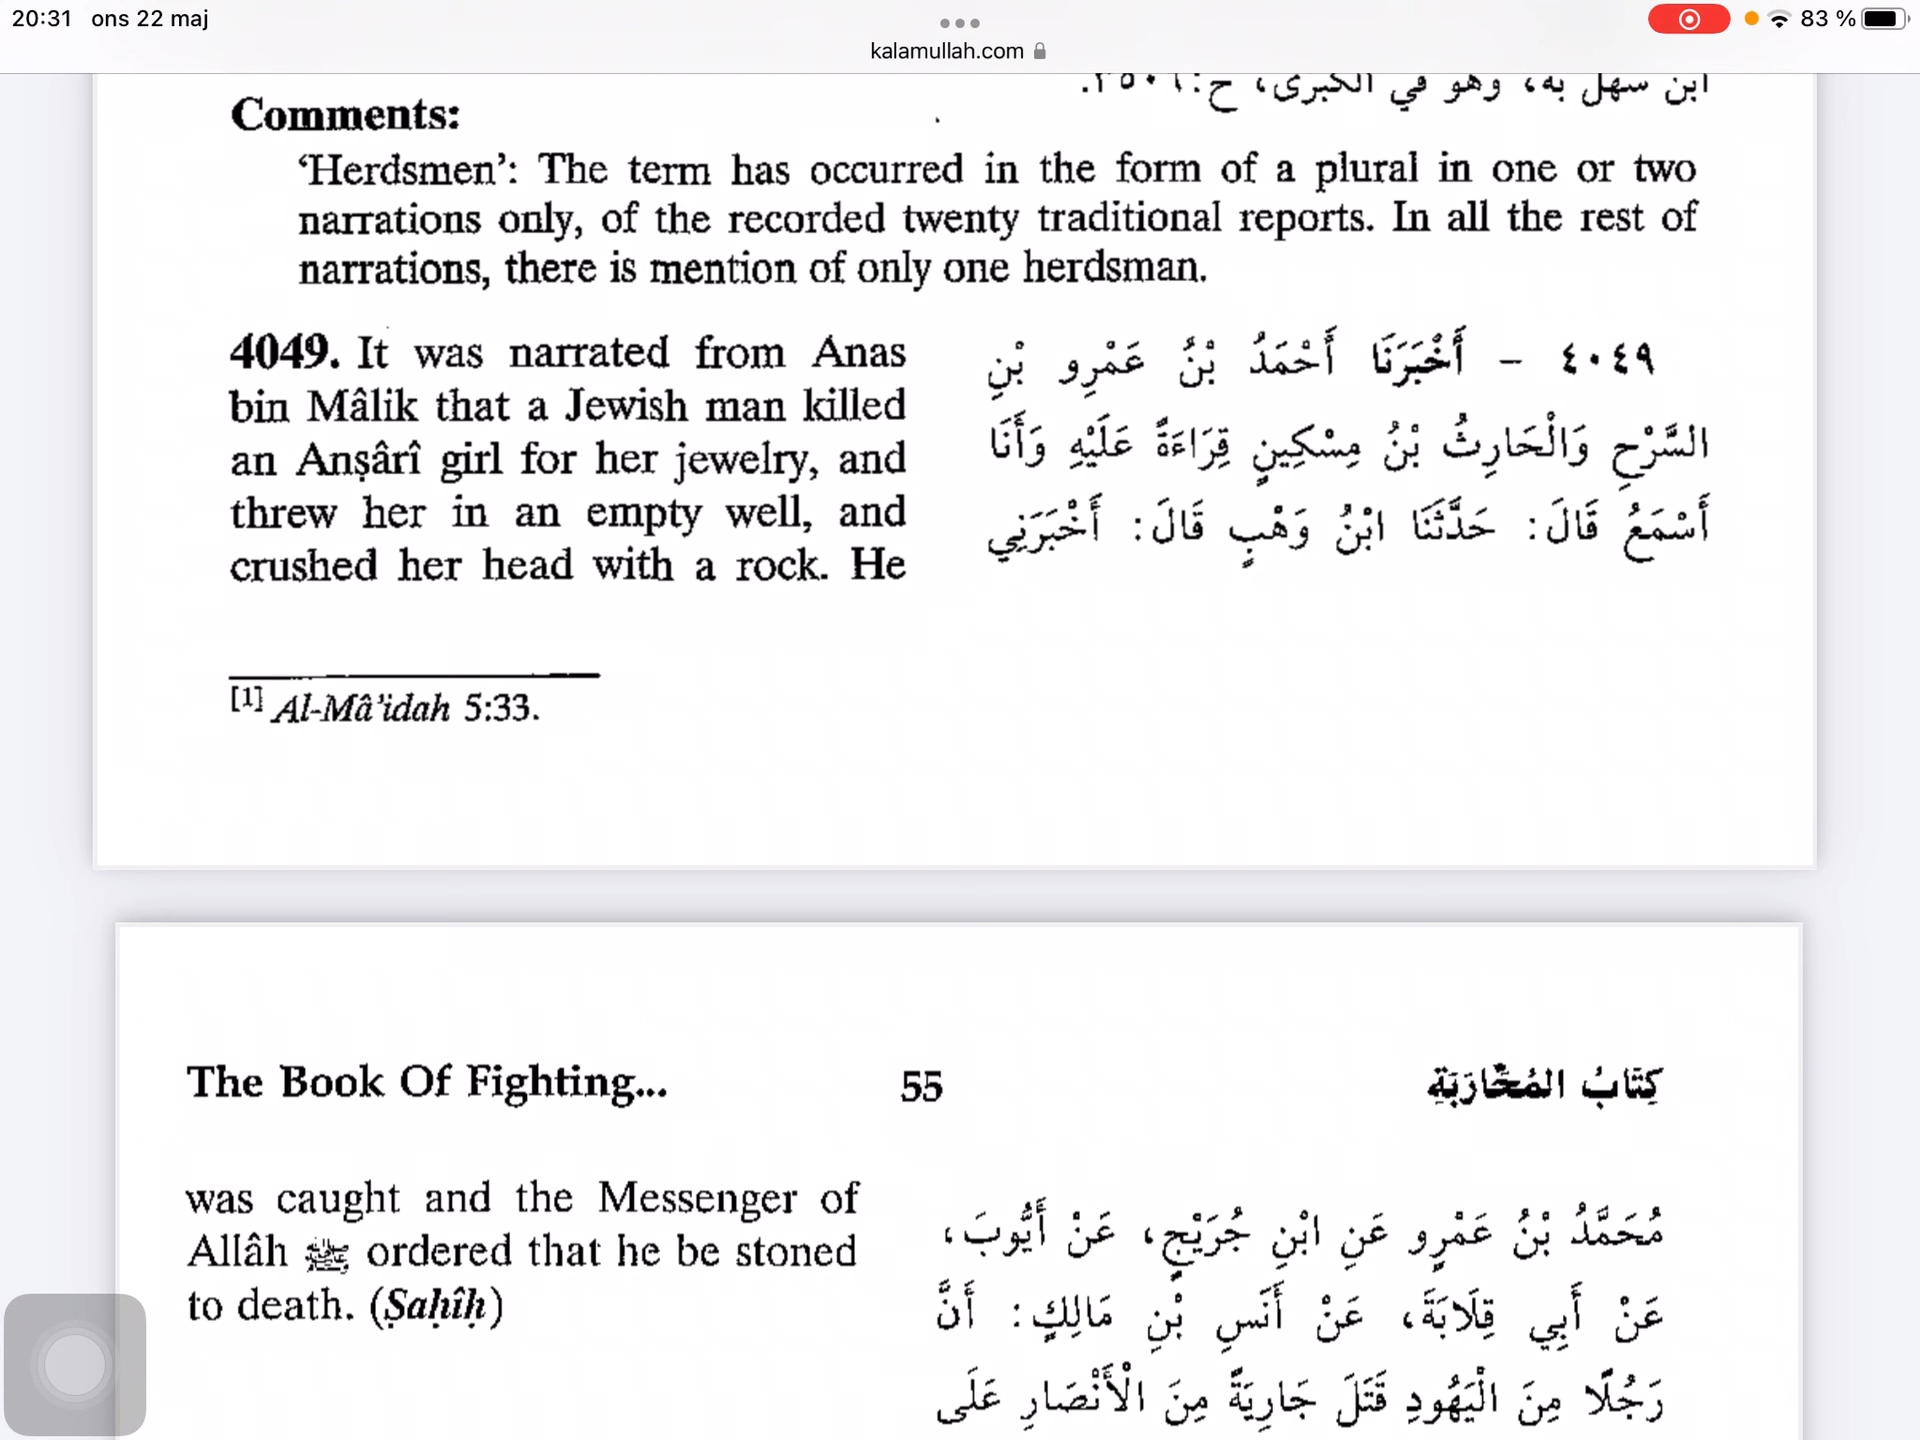 20:31 ons 22 maj
83 %
kalamullah.com
ابن سهل به، وهو في الكبرى، ح:٣٥٠٦.
Comments:
‘Herdsmen’: The term has occurred in the form of a plural in one or two
narrations only, of the recorded twenty traditional reports. In all the rest of
narrations, there is mention of only one herdsman.
4049. It was narrated from Anas
bin Mâlik that a Jewish man killed
an Anṣârî girl for her jewelry, and
threw her in an empty well, and
crushed her head with a rock. He
٤٠٤٩ – أَخْبَرَنَا أَحْمَدُ بْنُ عَمْرِو بْنِ
السَّرْحِ وَالْحَارِثُ بْنُ مِسْكِينٍ قِرَاءَةً عَلَيْهِ وَأَنَا
أَسْمَعُ قَالَ: حَدَّثَنَا ابْنُ وَهْبٍ قَالَ: أَخْبَرَنِي
[1] Al-Mâ’idah 5:33.
The Book Of Fighting...
55
كِتَابُ المُحَارَبَةِ
was caught and the Messenger of
Allâh ﷺ ordered that he be stoned
to death. (Ṣaḥîḥ)
مُحَمَّدُ بْنُ عَمْرٍو عَنِ ابْنِ جُرَيْجٍ، عَنْ أَيُّوبَ،
عَنْ أَبِي قِلَابَةَ، عَنْ أَنَسِ بْنِ مَالِكٍ: أَنَّ
رَجُلًا مِنَ الْيَهُودِ قَتَلَ جَارِيَةً مِنَ الْأَنْصَارِ عَلَى